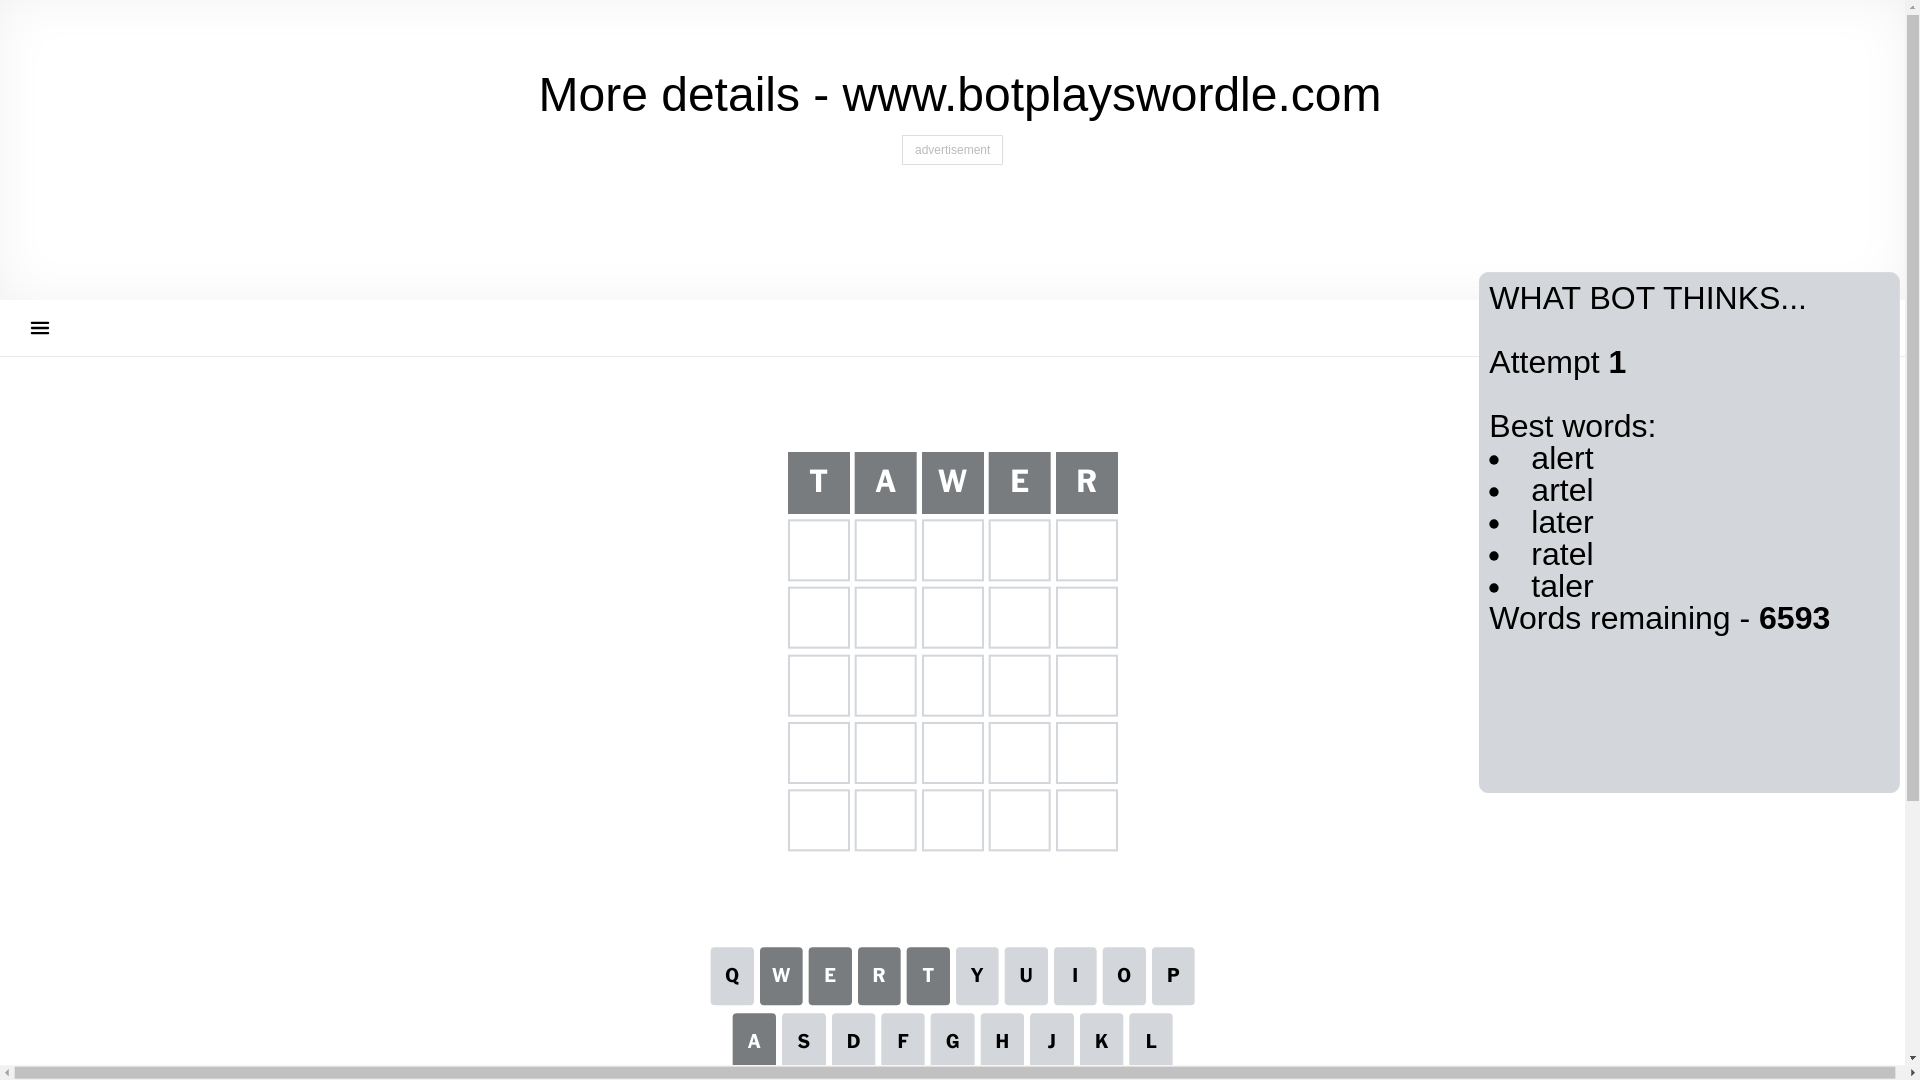 More details - www.botplayswordle.com
advertisement
WHAT BOT THINKS...
Attempt 1
Best words:
• alert
• artel
• later
• ratel
• taler
Words remaining - 6593
T A W E R
Q W E R T Y U I O P
A S D F G H J K L